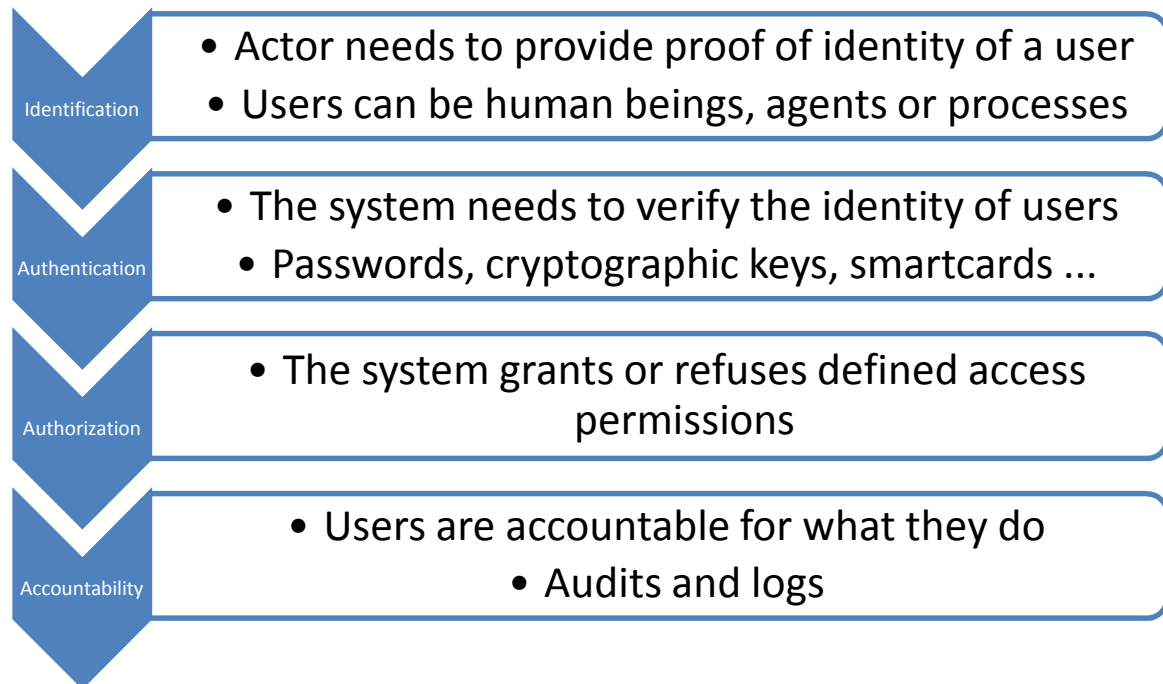 Identification
• Actor needs to provide proof of identity of a user
• Users can be human beings, agents or processes
Authentication
• The system needs to verify the identity of users
• Passwords, cryptographic keys, smartcards ...
Authorization
• The system grants or refuses defined access
permissions
Accountability
• Users are accountable for what they do
• Audits and logs